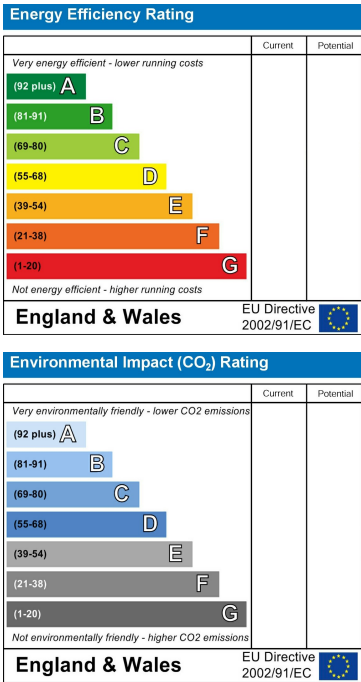 Energy Efficiency Rating
Current Potential
Very energy efficient - lower running costs
(92 plus) A
(81-91) B
(69-80) C
(55-68) D
(39-54) E
(21-38) F
(1-20) G
Not energy efficient - higher running costs
England & Wales
EU Directive
2002/91/EC
Environmental Impact (CO₂) Rating
Current Potential
Very environmentally friendly - lower CO2 emissions
(92 plus) A
(81-91) B
(69-80) C
(55-68) D
(39-54) E
(21-38) F
(1-20) G
Not environmentally friendly - higher CO2 emissions
England & Wales
EU Directive
2002/91/EC